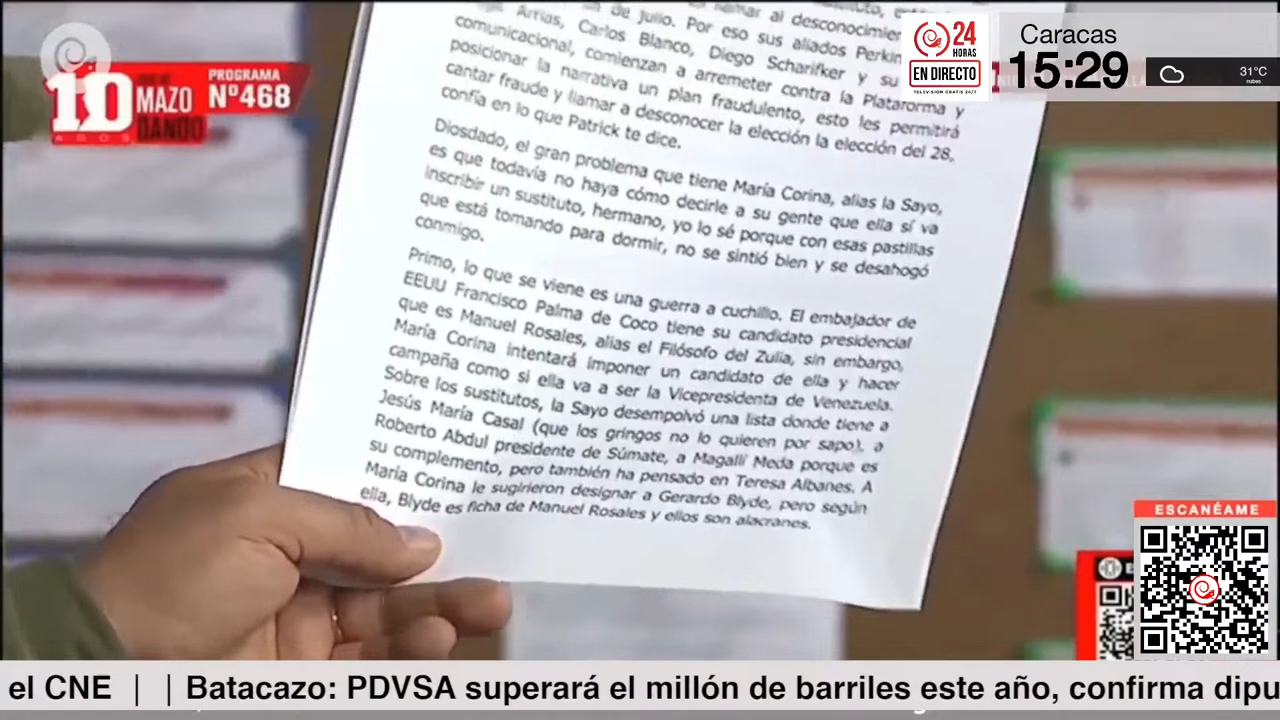 10
AÑOS
MAZO
DANDO
PROGRAMA
Nº468
24
HORAS
EN DIRECTO
TELEVISIÓN GRATIS 24/7
Caracas
15:29
31°C
nubes
de Julio. Por eso sus aliados
Arrias, Carlos Blanco, Diego Scharifker y su
comunicacional, comienzan a arremeter contra la Plataforma y
posicionar la narrativa un plan fraudulento, esto les permitirá
cantar fraude y llamar a desconocer la elección la elección del 28,
confía en lo que Patrick te dice.
Diosdado, el gran problema que tiene María Corina, alias la Sayo,
es que todavía no haya cómo decirle a su gente que ella sí va
inscribir un sustituto, hermano, yo lo sé porque con esas pastillas
que está tomando para dormir, no se sintió bien y se desahogó
conmigo.
Primo, lo que se viene es una guerra a cuchillo. El embajador de
EEUU Francisco Palma de Coco tiene su candidato presidencial
que es Manuel Rosales, alias el Filósofo del Zulia, sin embargo,
María Corina intentará imponer un candidato de ella y hacer
campaña como si ella va a ser la Vicepresidenta de Venezuela.
Sobre los sustitutos, la Sayo desempolvó una lista donde tiene a
Jesús María Casal (que los gringos no lo quieren por sapo), a
Roberto Abdul presidente de Súmate, a Magallí Meda porque es
su complemento, pero también ha pensado en Teresa Albanes. A
María Corina le sugirieron designar a Gerardo Blyde, pero según
ella, Blyde es ficha de Manuel Rosales y ellos son alacranes.
ESCANÉAME
el CNE | | Batacazo: PDVSA superará el millón de barriles este año, confirma dipu